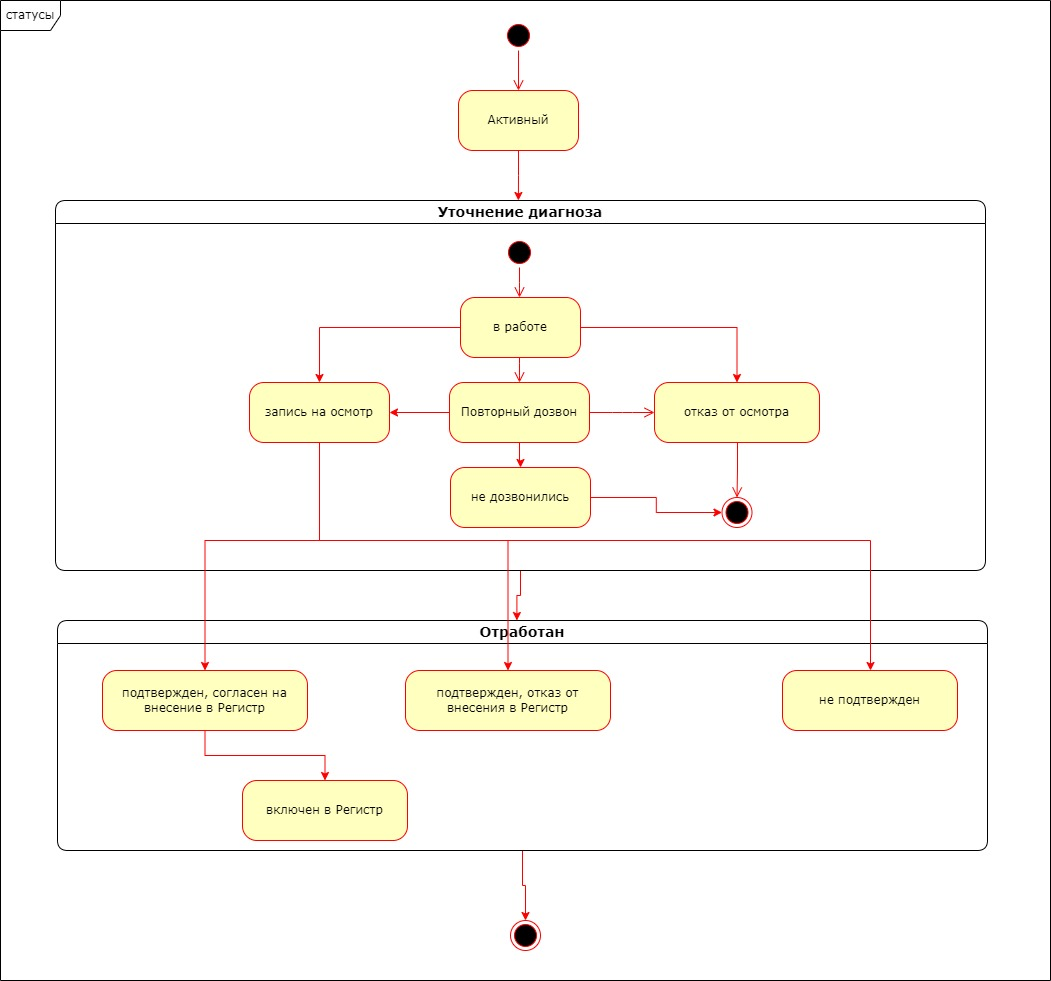 статусы
Активный
Уточнение диагноза
в работе
запись на осмотр
Повторный дозвон
отказ от осмотра
не дозвонились
Отработан
подтвержден, согласен на
внесение в Регистр
подтвержден, отказ от
внесения в Регистр
не подтвержден
включен в Регистр